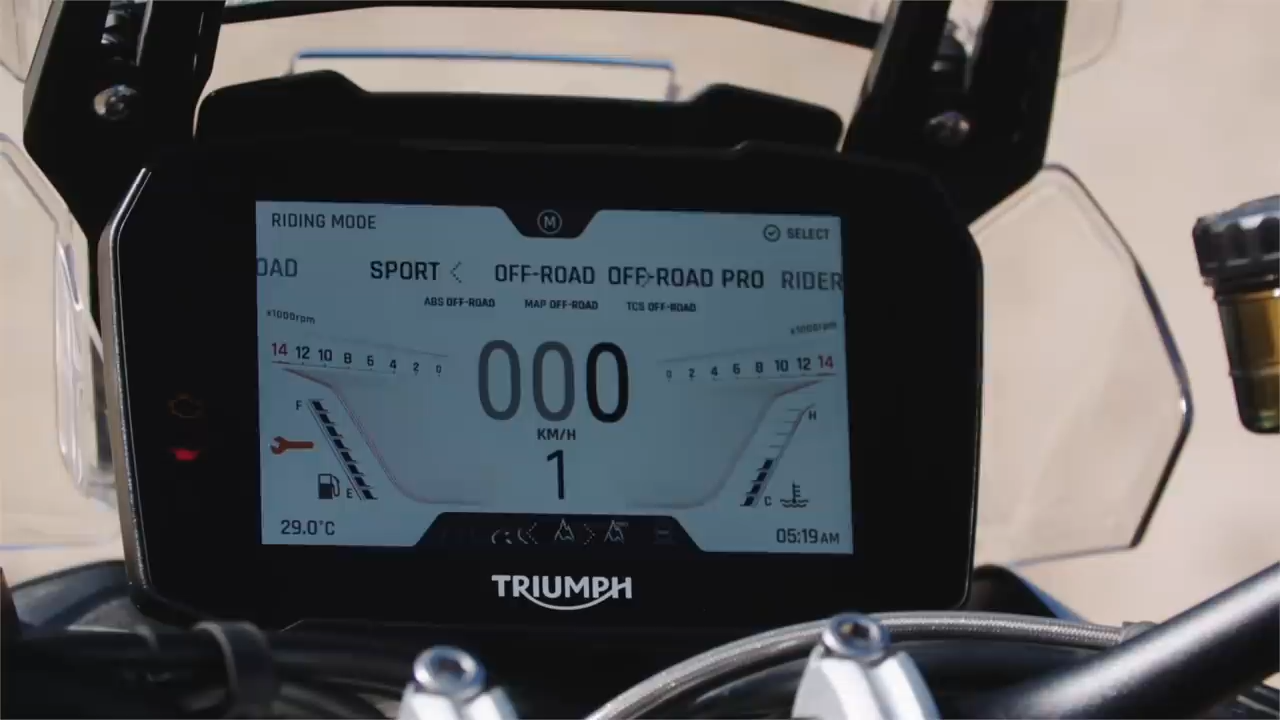 RIDING MODE
M
SELECT
OAD SPORT OFF-ROAD OFF-ROAD PRO RIDER
ABS OFF-ROAD MAP OFF-ROAD TCS OFF-ROAD
x1000rpm
x1000rpm
14 12 10 8 6 4 2 0
0 2 4 6 8 10 12 14
000
KM/H
1
F
E
H
C
29.0°C
05:19 AM
TRIUMPH